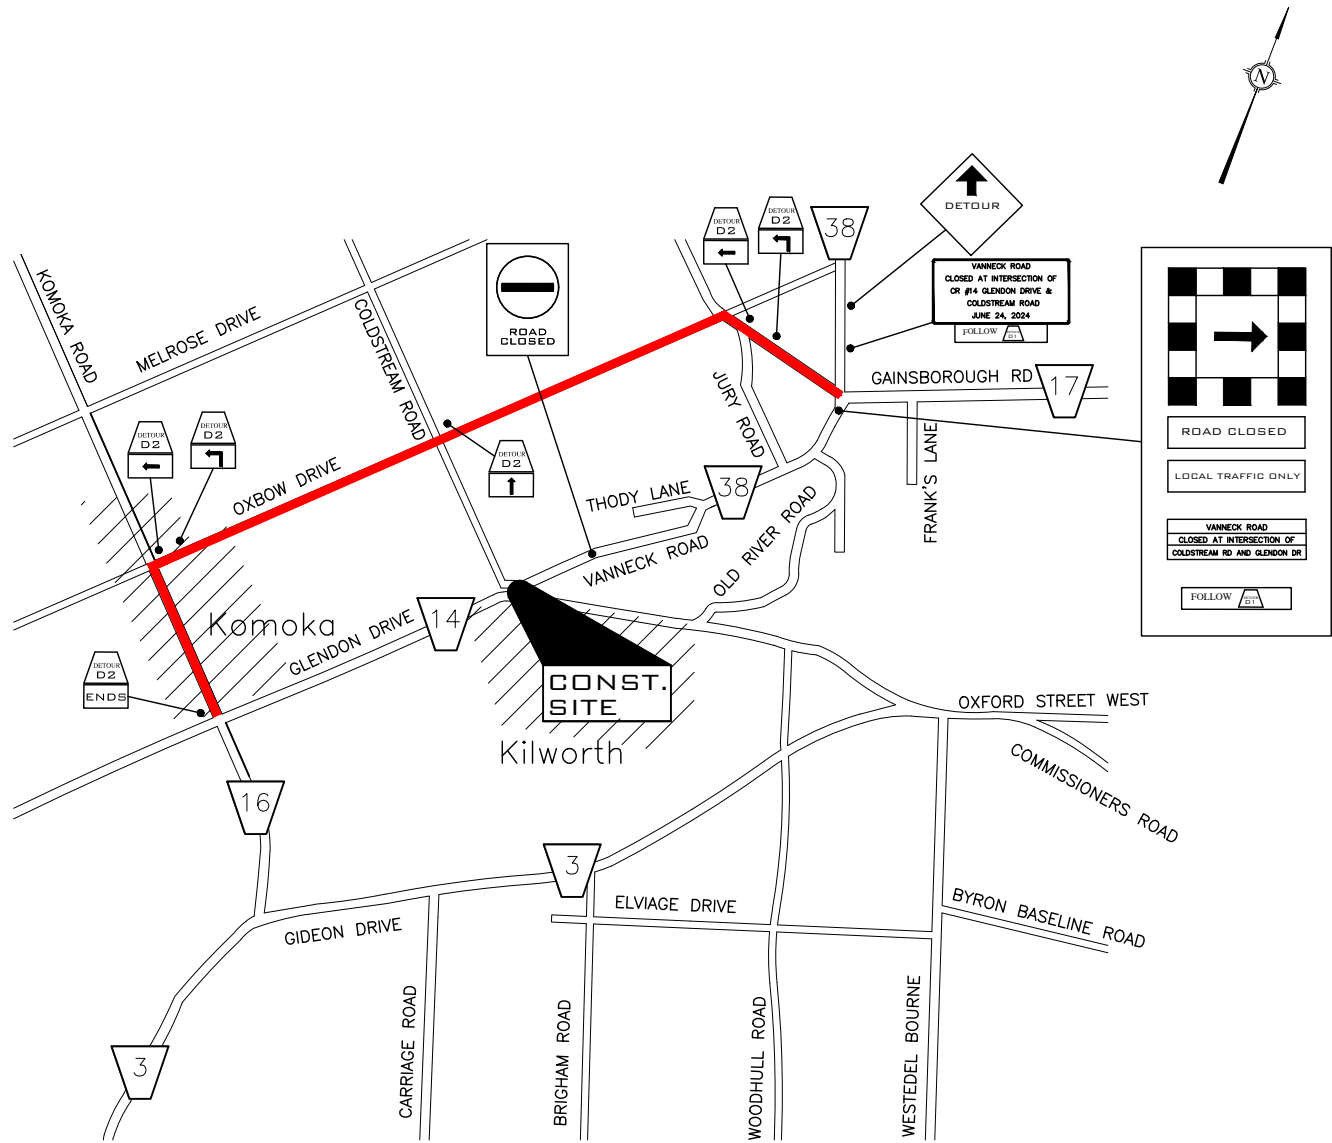 N
DETOUR
38
DETOUR
D2
DETOUR
D2
VANNECK ROAD
CLOSED AT INTERSECTION OF
CR #14 GLENDON DRIVE &
COLDSTREAM ROAD
JUNE 24, 2024
FOLLOW
DETOUR
D1
KOMOKA ROAD
MELROSE DRIVE
COLDSTREAM ROAD
ROAD
CLOSED
GAINSBOROUGH RD
17
JURY ROAD
FRANK'S LANE
DETOUR
D2
DETOUR
D2
OXBOW DRIVE
DETOUR
D2
THODY LANE
38
VANNECK ROAD
OLD RIVER ROAD
ROAD CLOSED
LOCAL TRAFFIC ONLY
VANNECK ROAD
CLOSED AT INTERSECTION OF
COLDSTREAM RD AND GLENDON DR
FOLLOW
DETOUR
D1
Komoka
GLENDON DRIVE
14
DETOUR
D2
ENDS
CONST.
SITE
Kilworth
OXFORD STREET WEST
COMMISSIONERS ROAD
16
3
ELVIAGE DRIVE
BYRON BASELINE ROAD
GIDEON DRIVE
CARRIAGE ROAD
BRIGHAM ROAD
WOODHULL ROAD
WESTEDEL BOURNE
3